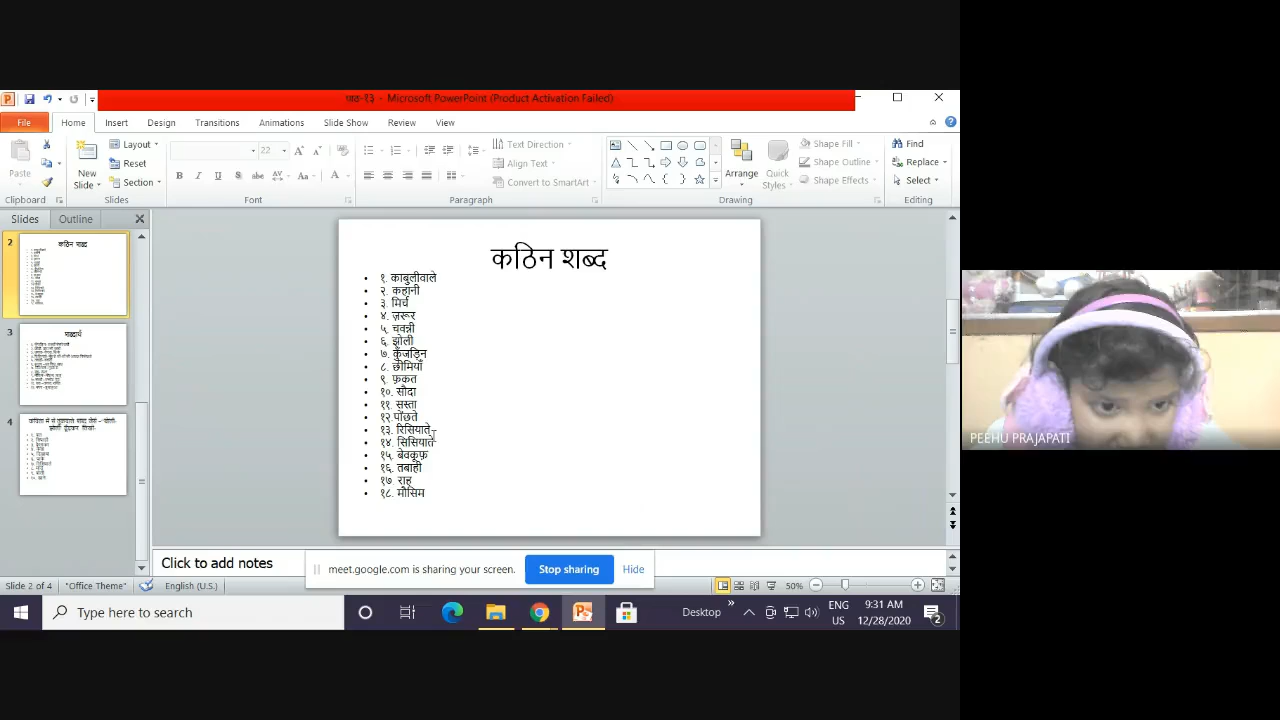 पाठ-१३ - Microsoft PowerPoint (Product Activation Failed)
File Home Insert Design Transitions Animations Slide Show Review View
Paste
Clipboard
New Slide
Layout
Reset
Section
Slides
22
Font
Text Direction
Align Text
Convert to SmartArt
Paragraph
Arrange
Quick Styles
Shape Fill
Shape Outline
Shape Effects
Drawing
Find
Replace
Select
Editing
Slides Outline
2
कठिन शब्द
3
शब्दार्थ
4
कठिन शब्द
१. काबुलीवाले
२. कहानी
३. मिर्च
४. ज़रूर
५. चवन्नी
६. झोली
७. कुँजड़िन
८. छीमियाँ
९. फ़कत
१०. सौदा
११. सस्ता
१२ पोंछते
१३. रिसियाते
१४. सिसियाते
१५. बेवकूफ़
१६. तबाही
१७. राह
१८. मौसिम
Click to add notes
meet.google.com is sharing your screen. Stop sharing Hide
Slide 2 of 4 "Office Theme" English (U.S.) 50%
Type here to search
Desktop
ENG US
9:31 AM
12/28/2020
2
PEEHU PRAJAPATI